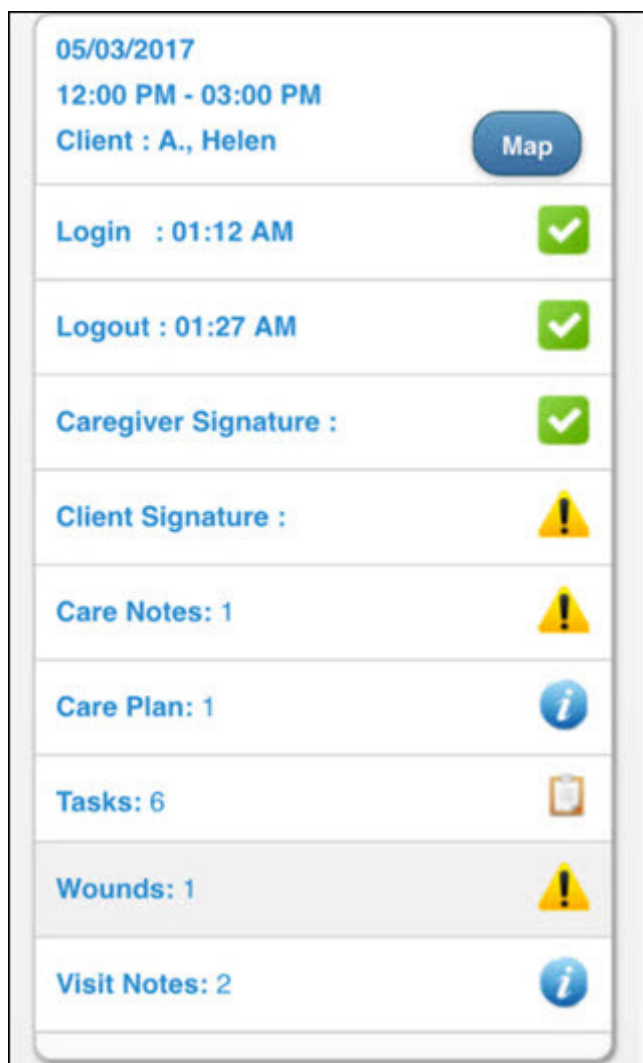 05/03/2017
12:00 PM - 03:00 PM
Client : A., Helen
Map
Login : 01:12 AM
Logout : 01:27 AM
Caregiver Signature :
Client Signature :
Care Notes: 1
Care Plan: 1
Tasks: 6
Wounds: 1
Visit Notes: 2